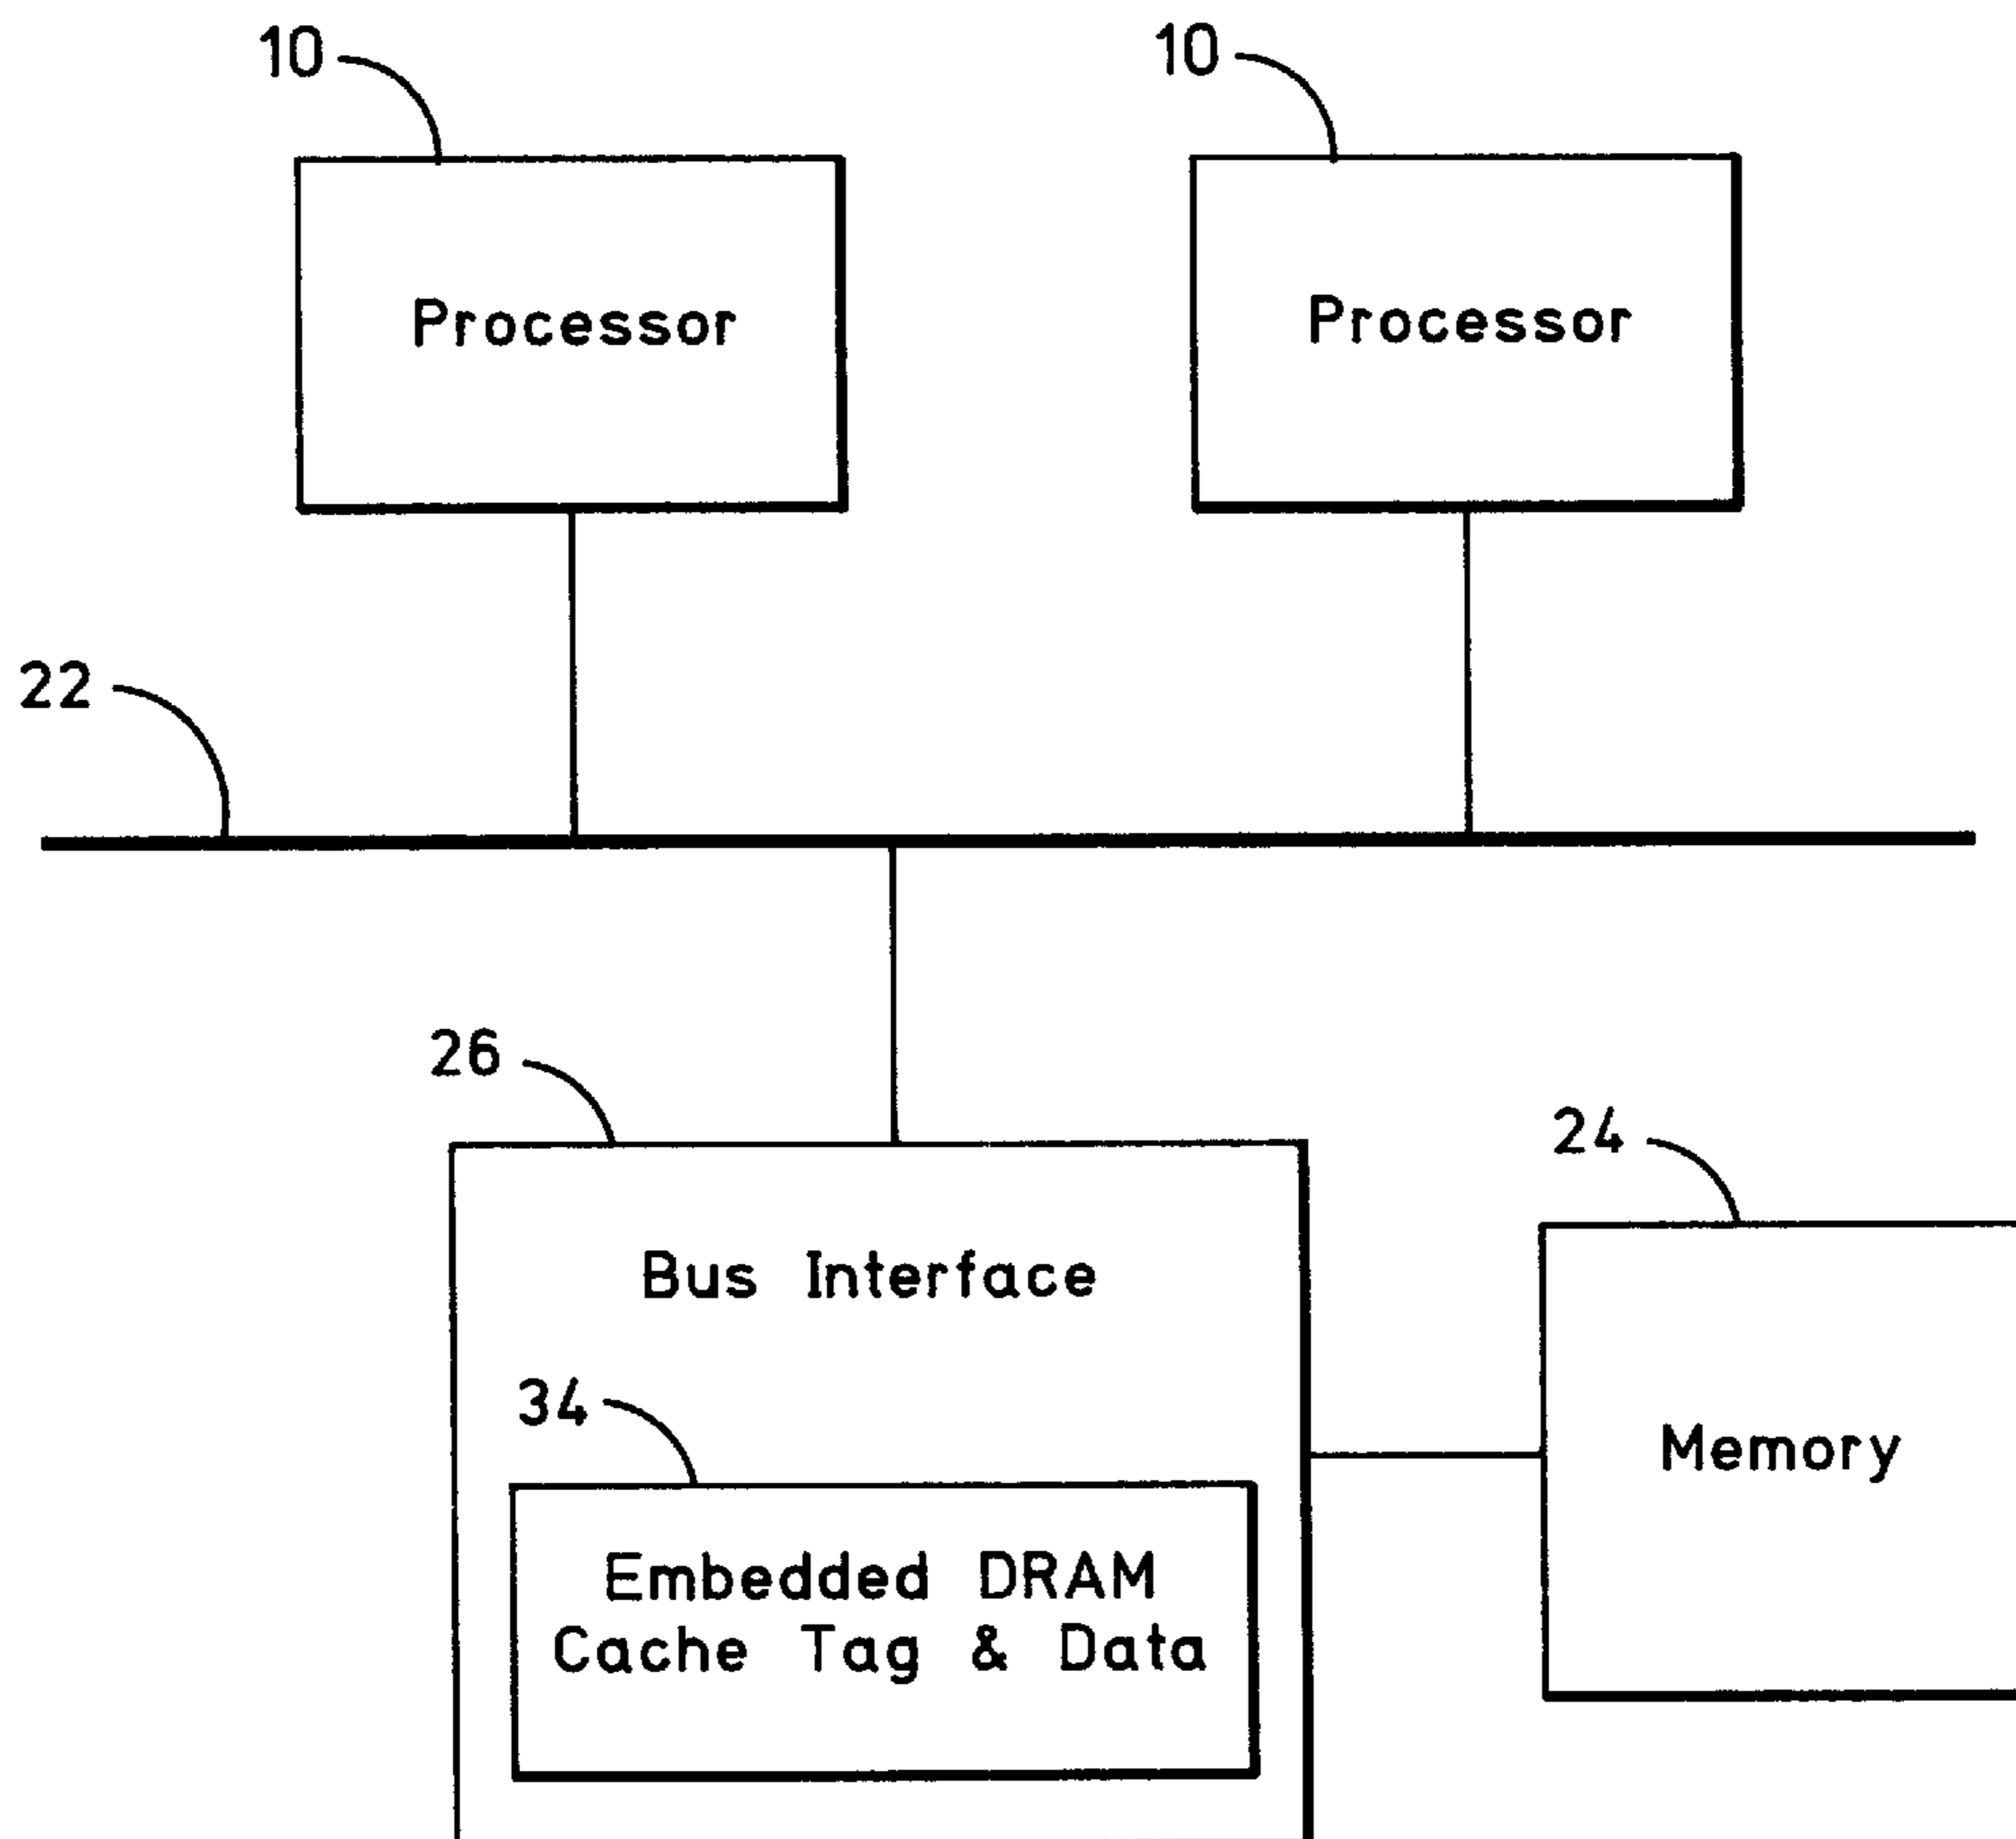 10
10
Processor
Processor
22
26
24
Bus Interface
34
Memory
Embedded DRAM
Cache Tag & Data